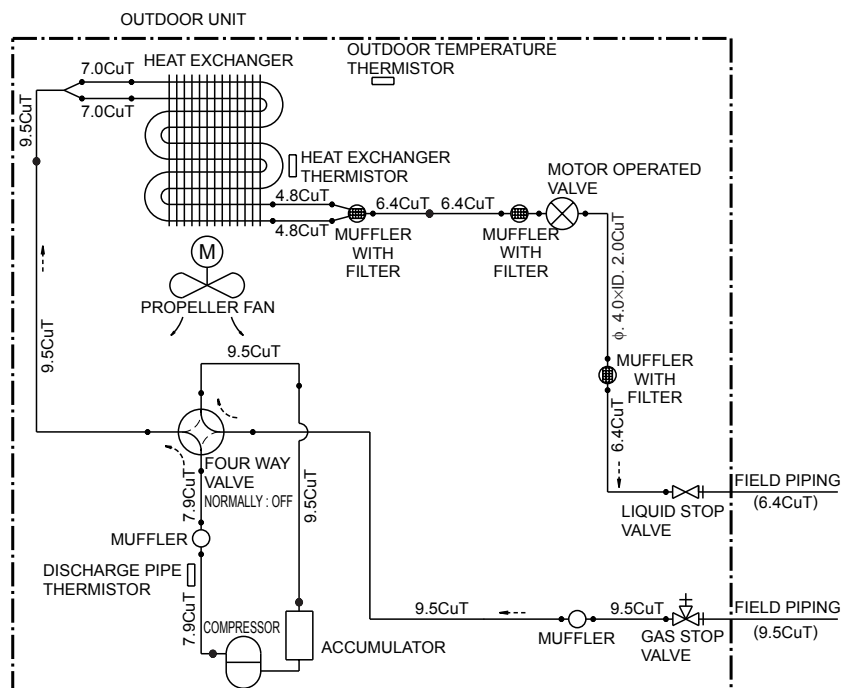 OUTDOOR UNIT
HEAT EXCHANGER
OUTDOOR TEMPERATURE
THERMISTOR
7.0CuT
7.0CuT
9.5CuT
HEAT EXCHANGER
THERMISTOR
MOTOR OPERATED
VALVE
4.8CuT
4.8CuT
6.4CuT
6.4CuT
MUFFLER
WITH
FILTER
MUFFLER
WITH
FILTER
M
PROPELLER FAN
φ. 4.0×ID. 2.0CuT
9.5CuT
9.5CuT
MUFFLER
WITH
FILTER
6.4CuT
FOUR WAY
VALVE
NORMALLY : OFF
7.9CuT
9.5CuT
FIELD PIPING
(6.4CuT)
LIQUID STOP
VALVE
MUFFLER
DISCHARGE PIPE
THERMISTOR
7.9CuT
COMPRESSOR
ACCUMULATOR
9.5CuT
9.5CuT
MUFFLER
GAS STOP
VALVE
FIELD PIPING
(9.5CuT)